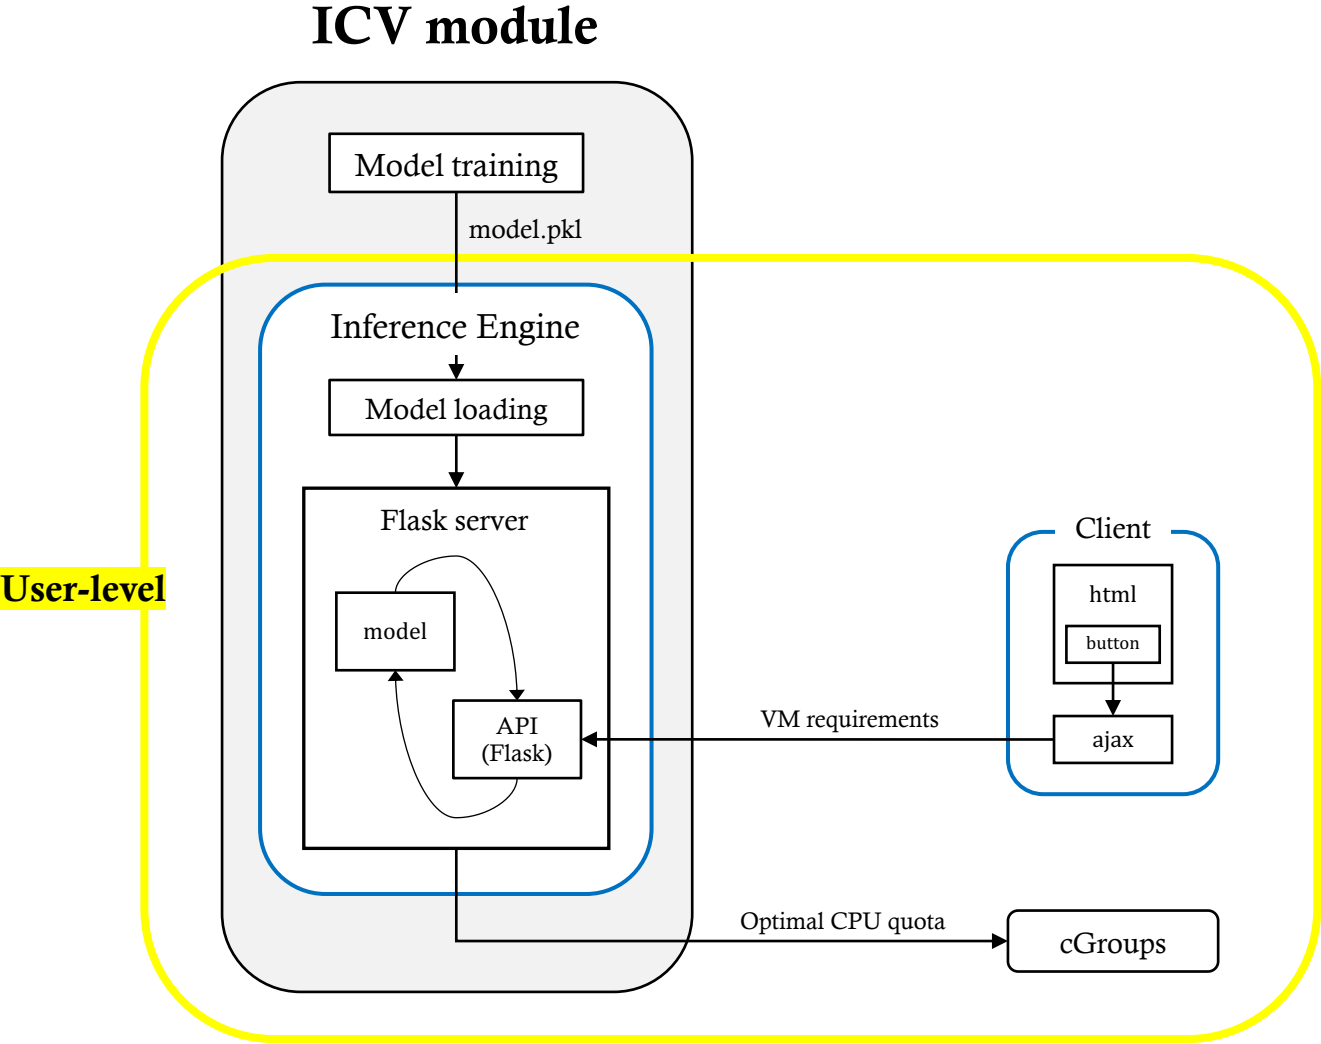 ICV module
Model training
model.pkl
Inference Engine
Model loading
Flask server
model
API
(Flask)
User-level
Client
html
button
ajax
VM requirements
Optimal CPU quota
cGroups